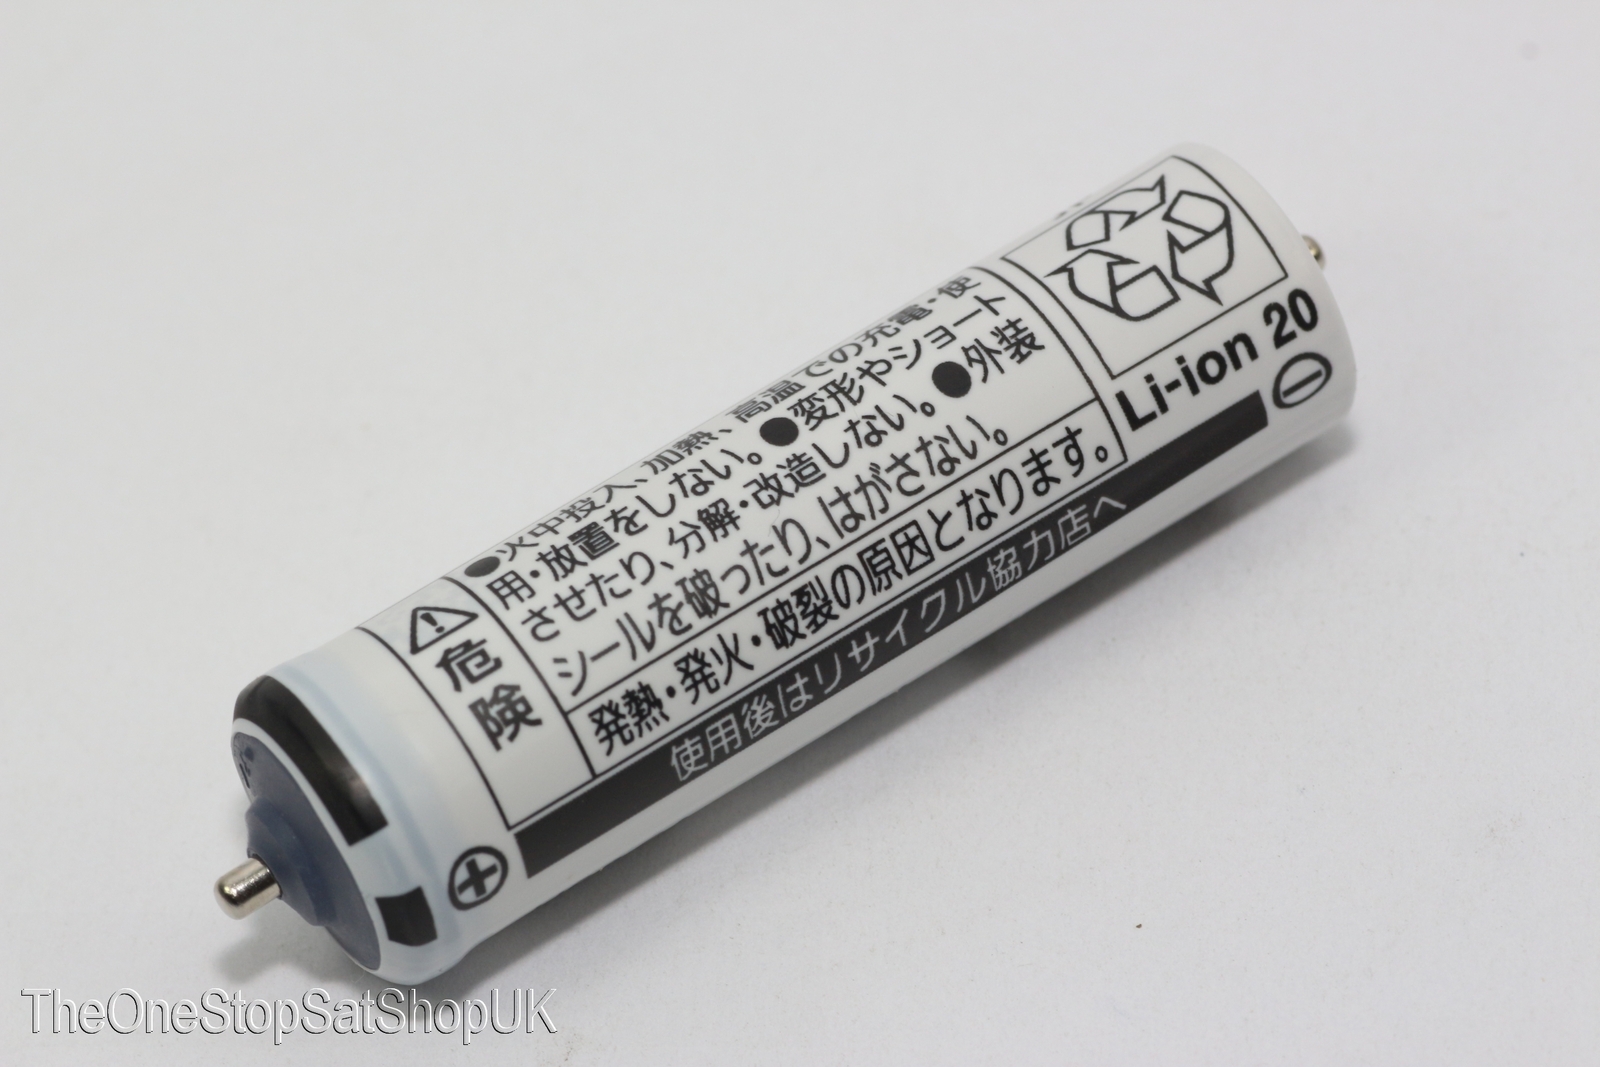 ⚠
危
険
●火中投入、加熱、高温での充電・使
用・放置をしない。●変形やショート
させたり、分解・改造しない。●外装
シールを破ったり、はがさない。
発熱・発火・破裂の原因となります。
Li-ion 20
⊕ 使用後はリサイクル協力店へ ⊖
TheOneStopSatShopUK